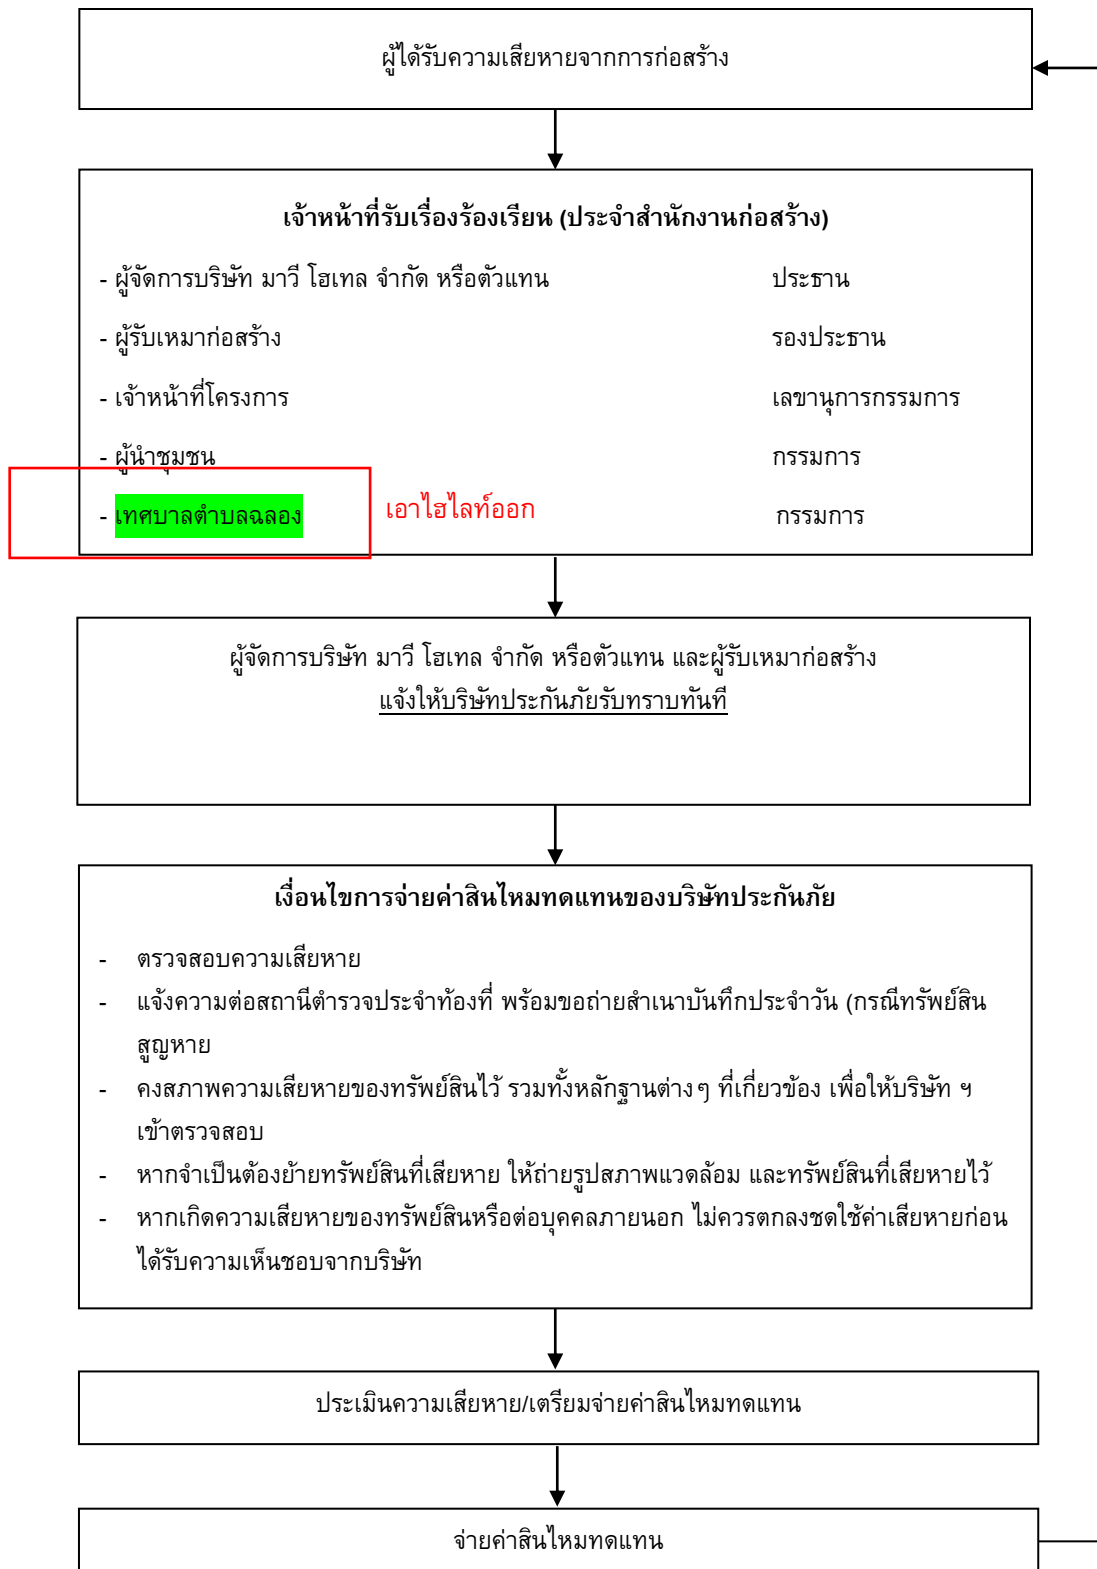 ผู้ได้รับความเสียหายจากการก่อสร้าง
เจ้าหน้าที่รับเรื่องร้องเรียน (ประจำสำนักงานก่อสร้าง)
- ผู้จัดการบริษัท มาวี โฮเทล จำกัด หรือตัวแทน ประธาน
- ผู้รับเหมาก่อสร้าง รองประธาน
- เจ้าหน้าที่โครงการ เลขานุการกรรมการ
- ผู้นำชุมชน กรรมการ
- เทศบาลตำบลฉลอง เอาไฮไลท์ออก กรรมการ
ผู้จัดการบริษัท มาวี โฮเทล จำกัด หรือตัวแทน และผู้รับเหมาก่อสร้าง
แจ้งให้บริษัทประกันภัยรับทราบทันที
เงื่อนไขการจ่ายค่าสินไหมทดแทนของบริษัทประกันภัย
- ตรวจสอบความเสียหาย
- แจ้งความต่อสถานีตำรวจประจำท้องที่ พร้อมขอถ่ายสำเนาบันทึกประจำวัน (กรณีทรัพย์สิน
สูญหาย
- คงสภาพความเสียหายของทรัพย์สินไว้ รวมทั้งหลักฐานต่างๆ ที่เกี่ยวข้อง เพื่อให้บริษัท ฯ
เข้าตรวจสอบ
- หากจำเป็นต้องย้ายทรัพย์สินที่เสียหาย ให้ถ่ายรูปสภาพแวดล้อม และทรัพย์สินที่เสียหายไว้
- หากเกิดความเสียหายของทรัพย์สินหรือต่อบุคคลภายนอก ไม่ควรตกลงชดใช้ค่าเสียหายก่อน
ได้รับความเห็นชอบจากบริษัท
ประเมินความเสียหาย/เตรียมจ่ายค่าสินไหมทดแทน
จ่ายค่าสินไหมทดแทน